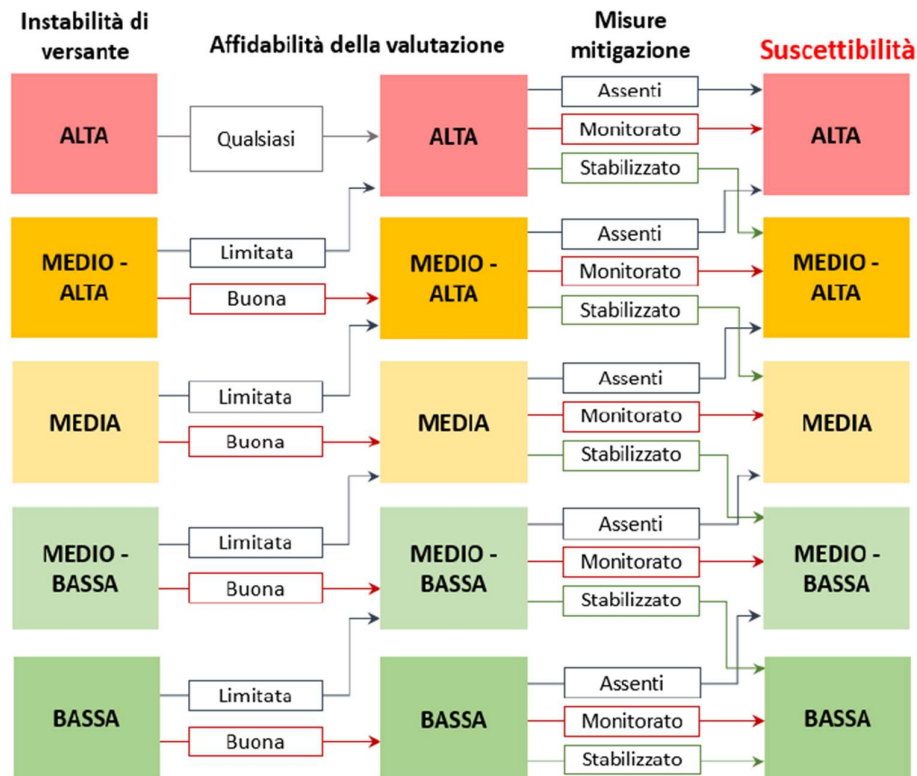 Instabilità di
versante
Affidabilità della valutazione
Misure
mitigazione
Suscettibilità
ALTA
Qualsiasi
ALTA
Assenti
Monitorato
Stabilizzato
ALTA
MEDIO -
ALTA
Limitata
Buona
MEDIO -
ALTA
Assenti
Monitorato
Stabilizzato
MEDIO -
ALTA
MEDIA
Limitata
Buona
MEDIA
Assenti
Monitorato
Stabilizzato
MEDIA
MEDIO -
BASSA
Limitata
Buona
MEDIO -
BASSA
Assenti
Monitorato
Stabilizzato
MEDIO -
BASSA
BASSA
Limitata
Buona
BASSA
Assenti
Monitorato
Stabilizzato
BASSA